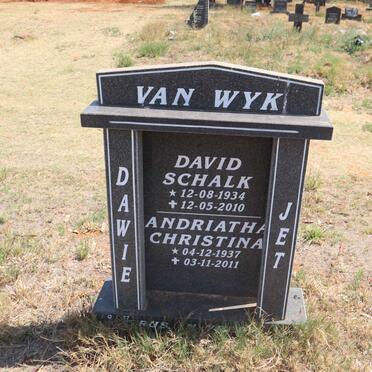 VAN WYK
DAWIE
DAVID
SCHALK
* 12-08-1934
✝ 12-05-2010
ANDRIATHA
CHRISTINA
* 04-12-1937
✝ 03-11-2011
JET